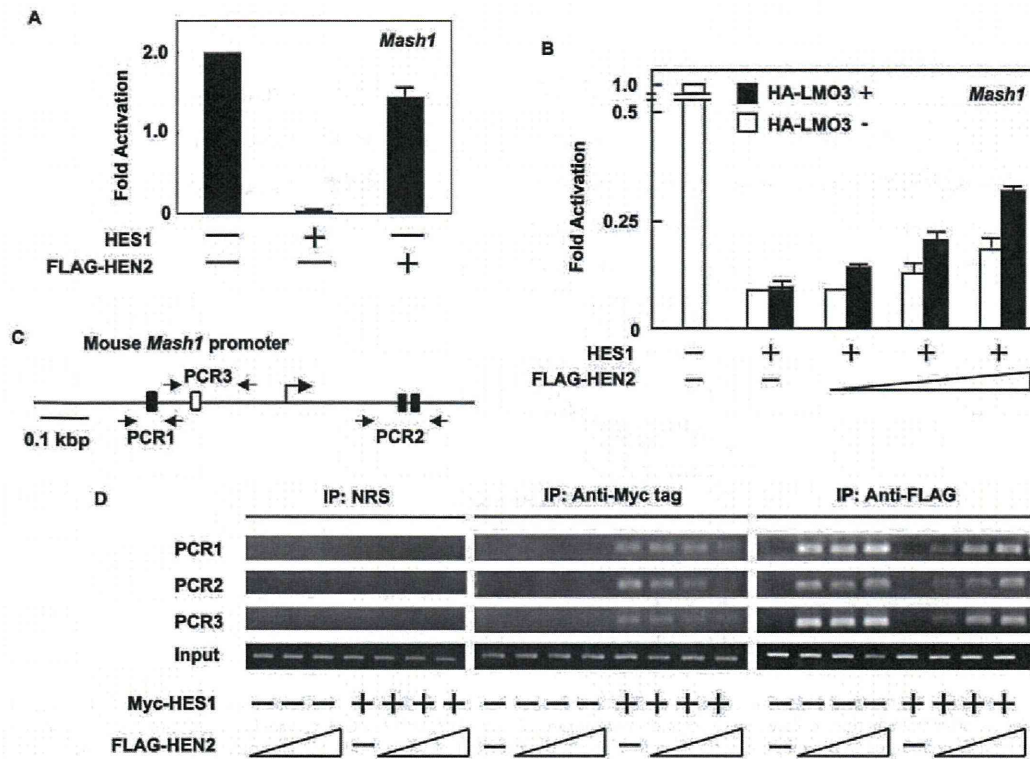 A
Mash1
2.0
1.0
0
Fold Activation
HES1 — + —
FLAG-HEN2 — — +
B
Mash1
1.0
0.5
0.25
0
HA-LMO3 +
HA-LMO3 -
Fold Activation
HES1 — + + + +
FLAG-HEN2 — —
C
Mouse Mash1 promoter
PCR3
PCR1
PCR2
0.1 kbp
D
IP: NRS IP: Anti-Myc tag IP: Anti-FLAG
PCR1
PCR2
PCR3
Input
Myc-HES1 — — — + + + + — — — — + + + + — — — — + + + +
FLAG-HEN2 — — — — —